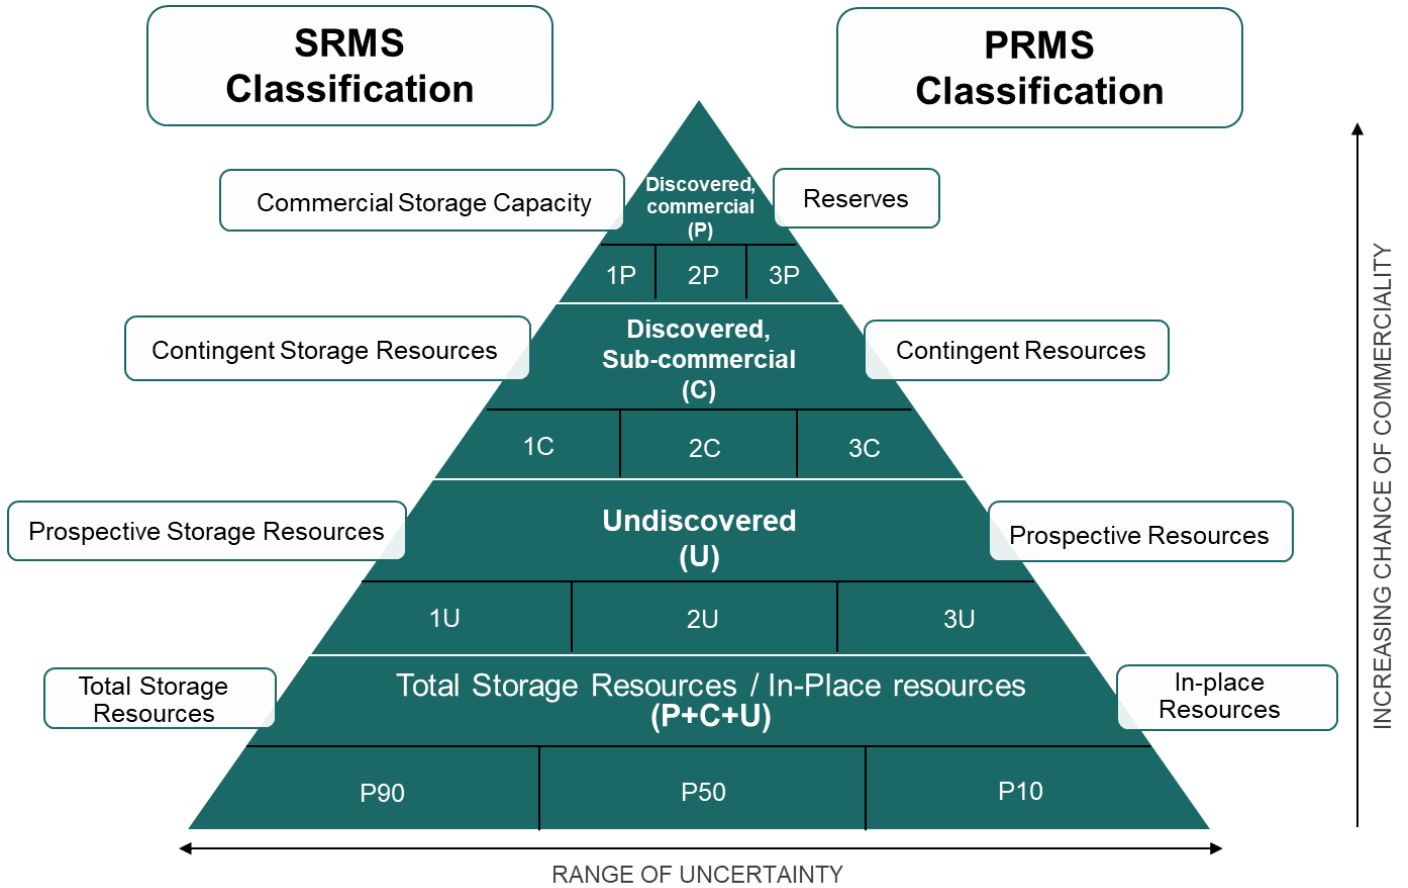 SRMS
Classification
PRMS
Classification
Commercial Storage Capacity
Discovered,
commercial
(P)
Reserves
1P 2P 3P
Contingent Storage Resources
Discovered,
Sub-commercial
(C)
Contingent Resources
1C 2C 3C
Prospective Storage Resources
Undiscovered
(U)
Prospective Resources
1U 2U 3U
Total Storage
Resources
Total Storage Resources / In-Place resources
(P+C+U)
In-place
Resources
P90 P50 P10
RANGE OF UNCERTAINTY
INCREASING CHANCE OF COMMERCIALITY